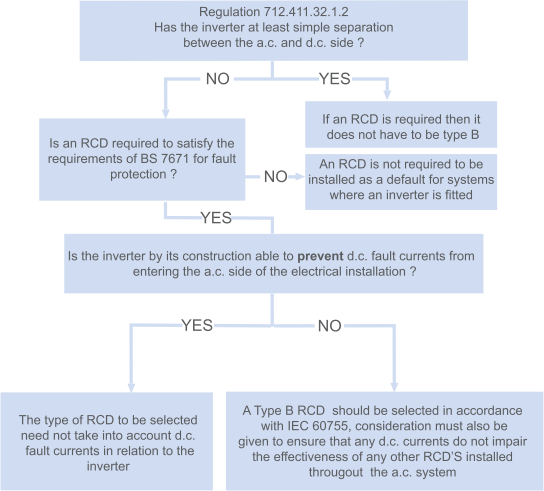 Regulation 712.411.32.1.2
Has the inverter at least simple separation
between the a.c. and d.c. side ?
NO
YES
If an RCD is required then it
does not have to be type B
Is an RCD required to satisfy the
requirements of BS 7671 for fault
protection ?
NO
An RCD is not required to be
installed as a default for systems
where an inverter is fitted
YES
Is the inverter by its construction able to prevent d.c. fault currents from
entering the a.c. side of the electrical installation ?
YES
NO
The type of RCD to be selected
need not take into account d.c.
fault currents in relation to the
inverter
A Type B RCD should be selected in accordance
with IEC 60755, consideration must also be
given to ensure that any d.c. currents do not impair
the effectiveness of any other RCD'S installed
througout the a.c. system